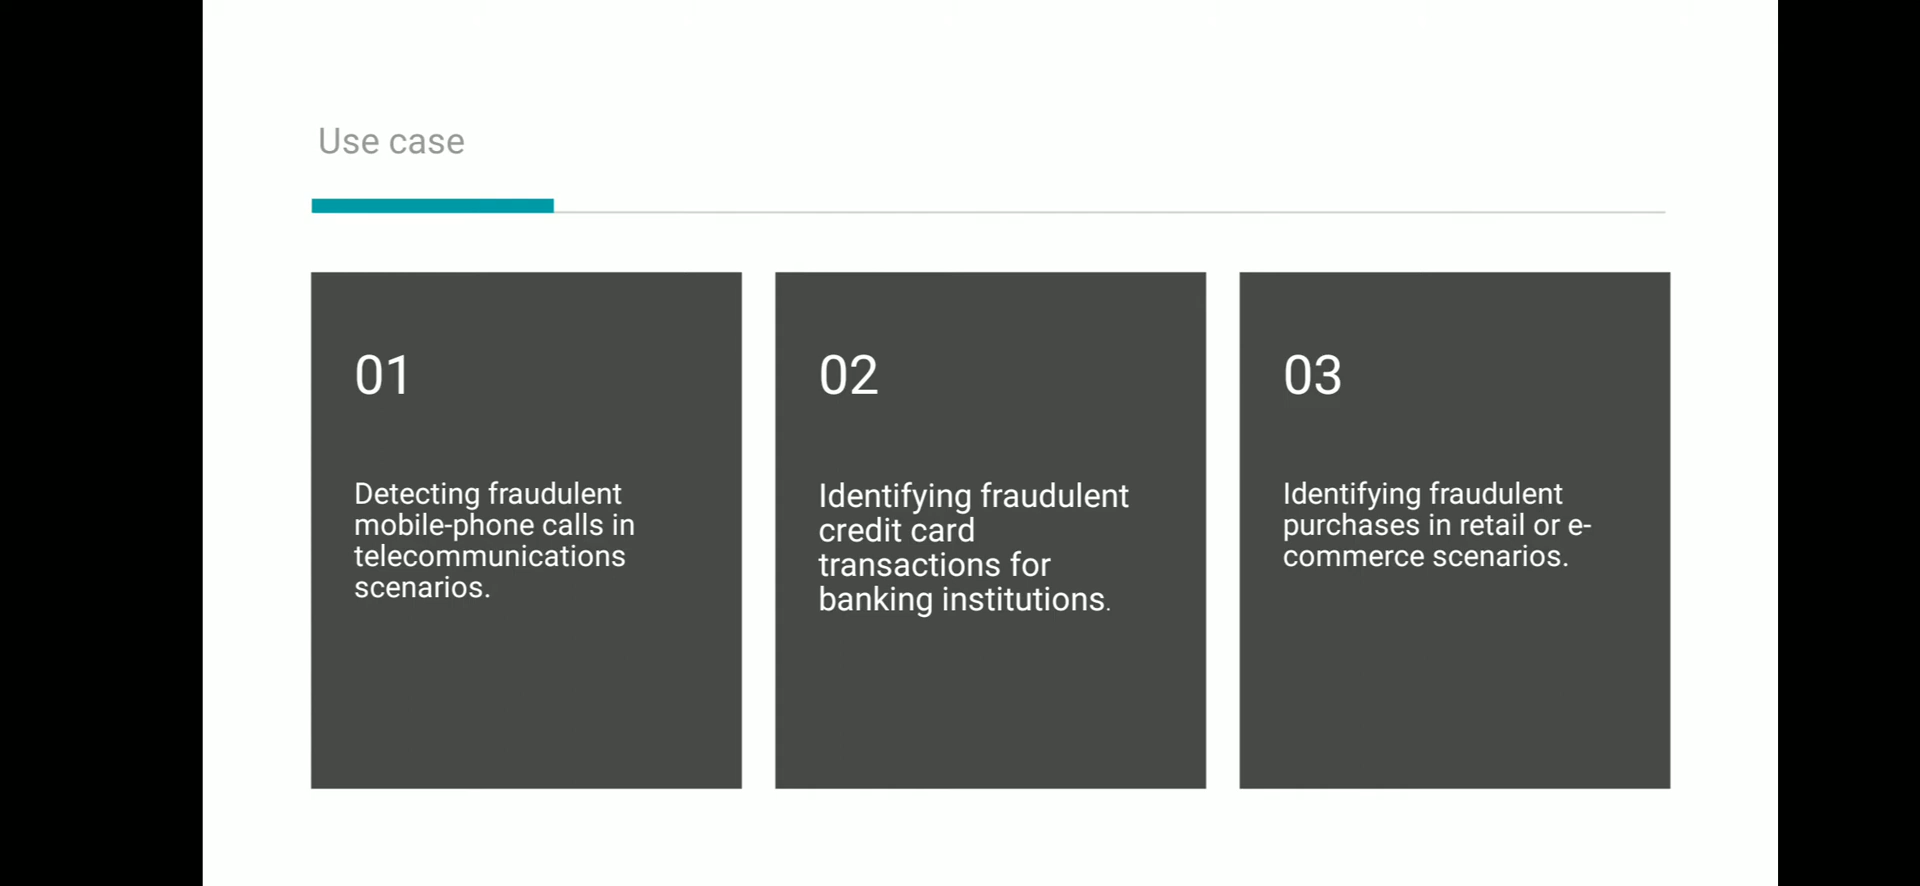 Use case
01
Detecting fraudulent
mobile-phone calls in
telecommunications
scenarios.
02
Identifying fraudulent
credit card
transactions for
banking institutions.
03
Identifying fraudulent
purchases in retail or e-
commerce scenarios.